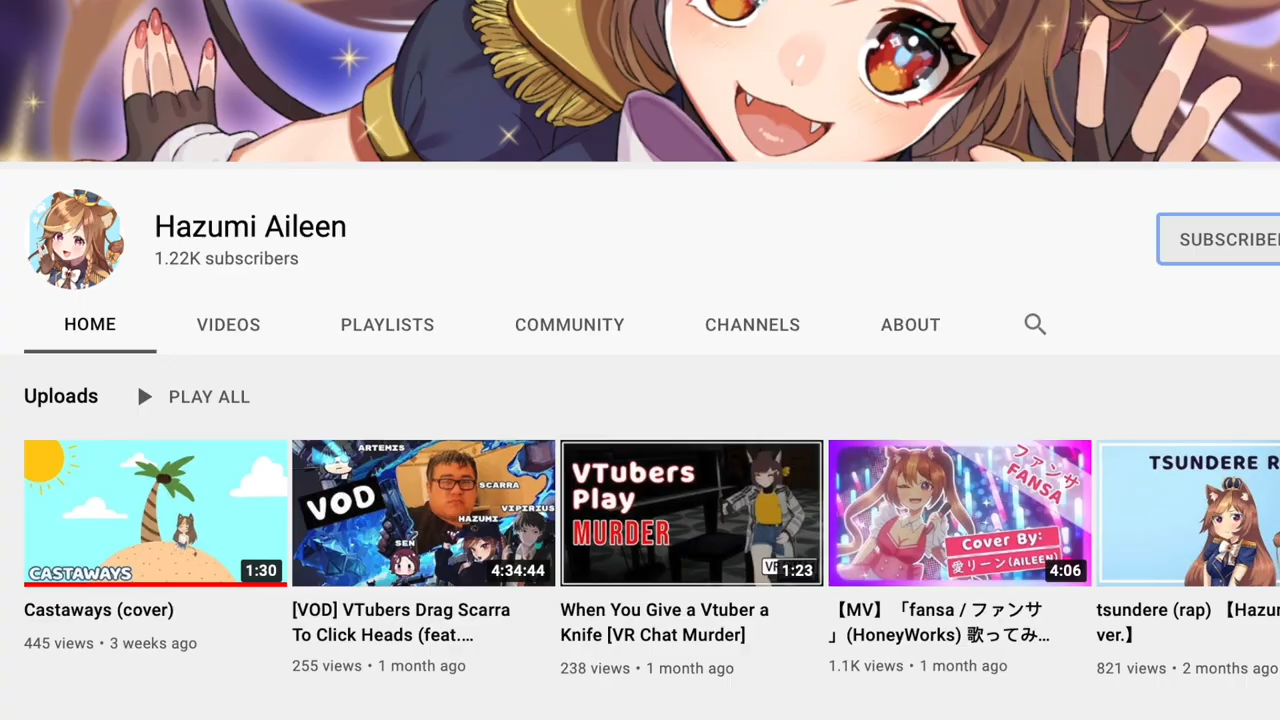 Hazumi Aileen
1.22K subscribers
SUBSCRIBE
HOME
VIDEOS
PLAYLISTS
COMMUNITY
CHANNELS
ABOUT
Uploads
PLAY ALL
CASTAWAYS
1:30
ARTEMIS
VOD
SCARRA
VIPIRIUS
HAZUMI
SEN
4:34:44
VTubers
Play
MURDER
1:23
ファンサ
FANSA
Cover By:
愛リーン(AILEEN)
4:06
TSUNDERE R
Castaways (cover)
445 views • 3 weeks ago
[VOD] VTubers Drag Scarra
To Click Heads (feat....
255 views • 1 month ago
When You Give a Vtuber a
Knife [VR Chat Murder]
238 views • 1 month ago
【MV】「fansa / ファンサ
」(HoneyWorks) 歌ってみ...
1.1K views • 1 month ago
tsundere (rap) 【Hazu
ver.】
821 views • 2 months ago